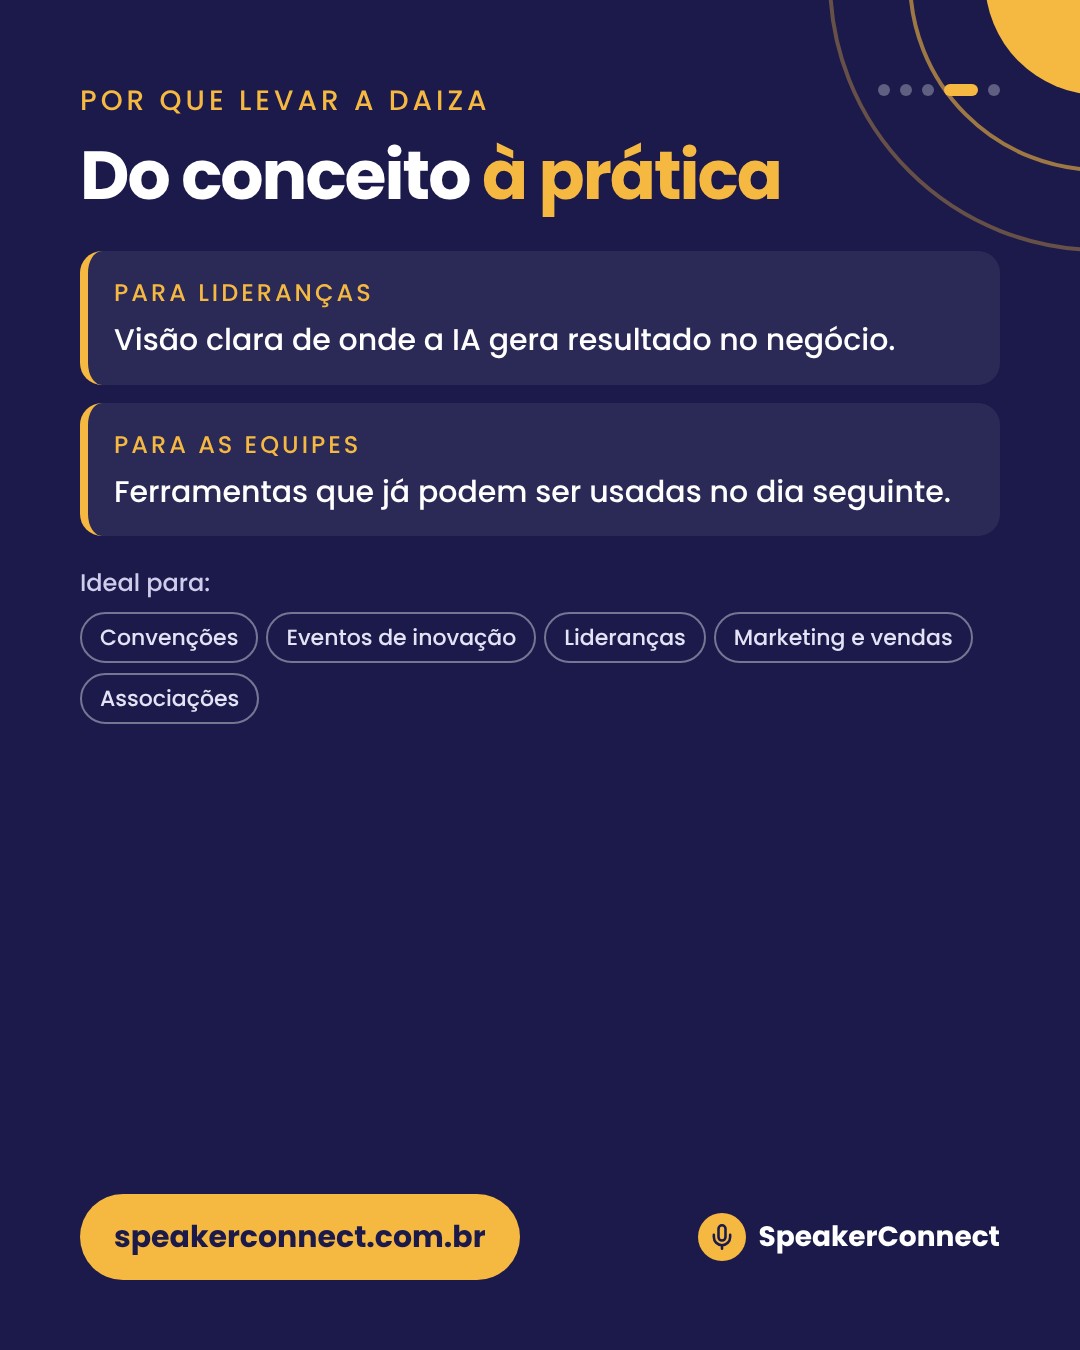 POR QUE LEVAR A DAIZA
Do conceito à prática
PARA LIDERANÇAS
Visão clara de onde a IA gera resultado no negócio.
PARA AS EQUIPES
Ferramentas que já podem ser usadas no dia seguinte.
Ideal para:
Convenções Eventos de inovação Lideranças Marketing e vendas
Associações
speakerconnect.com.br SpeakerConnect